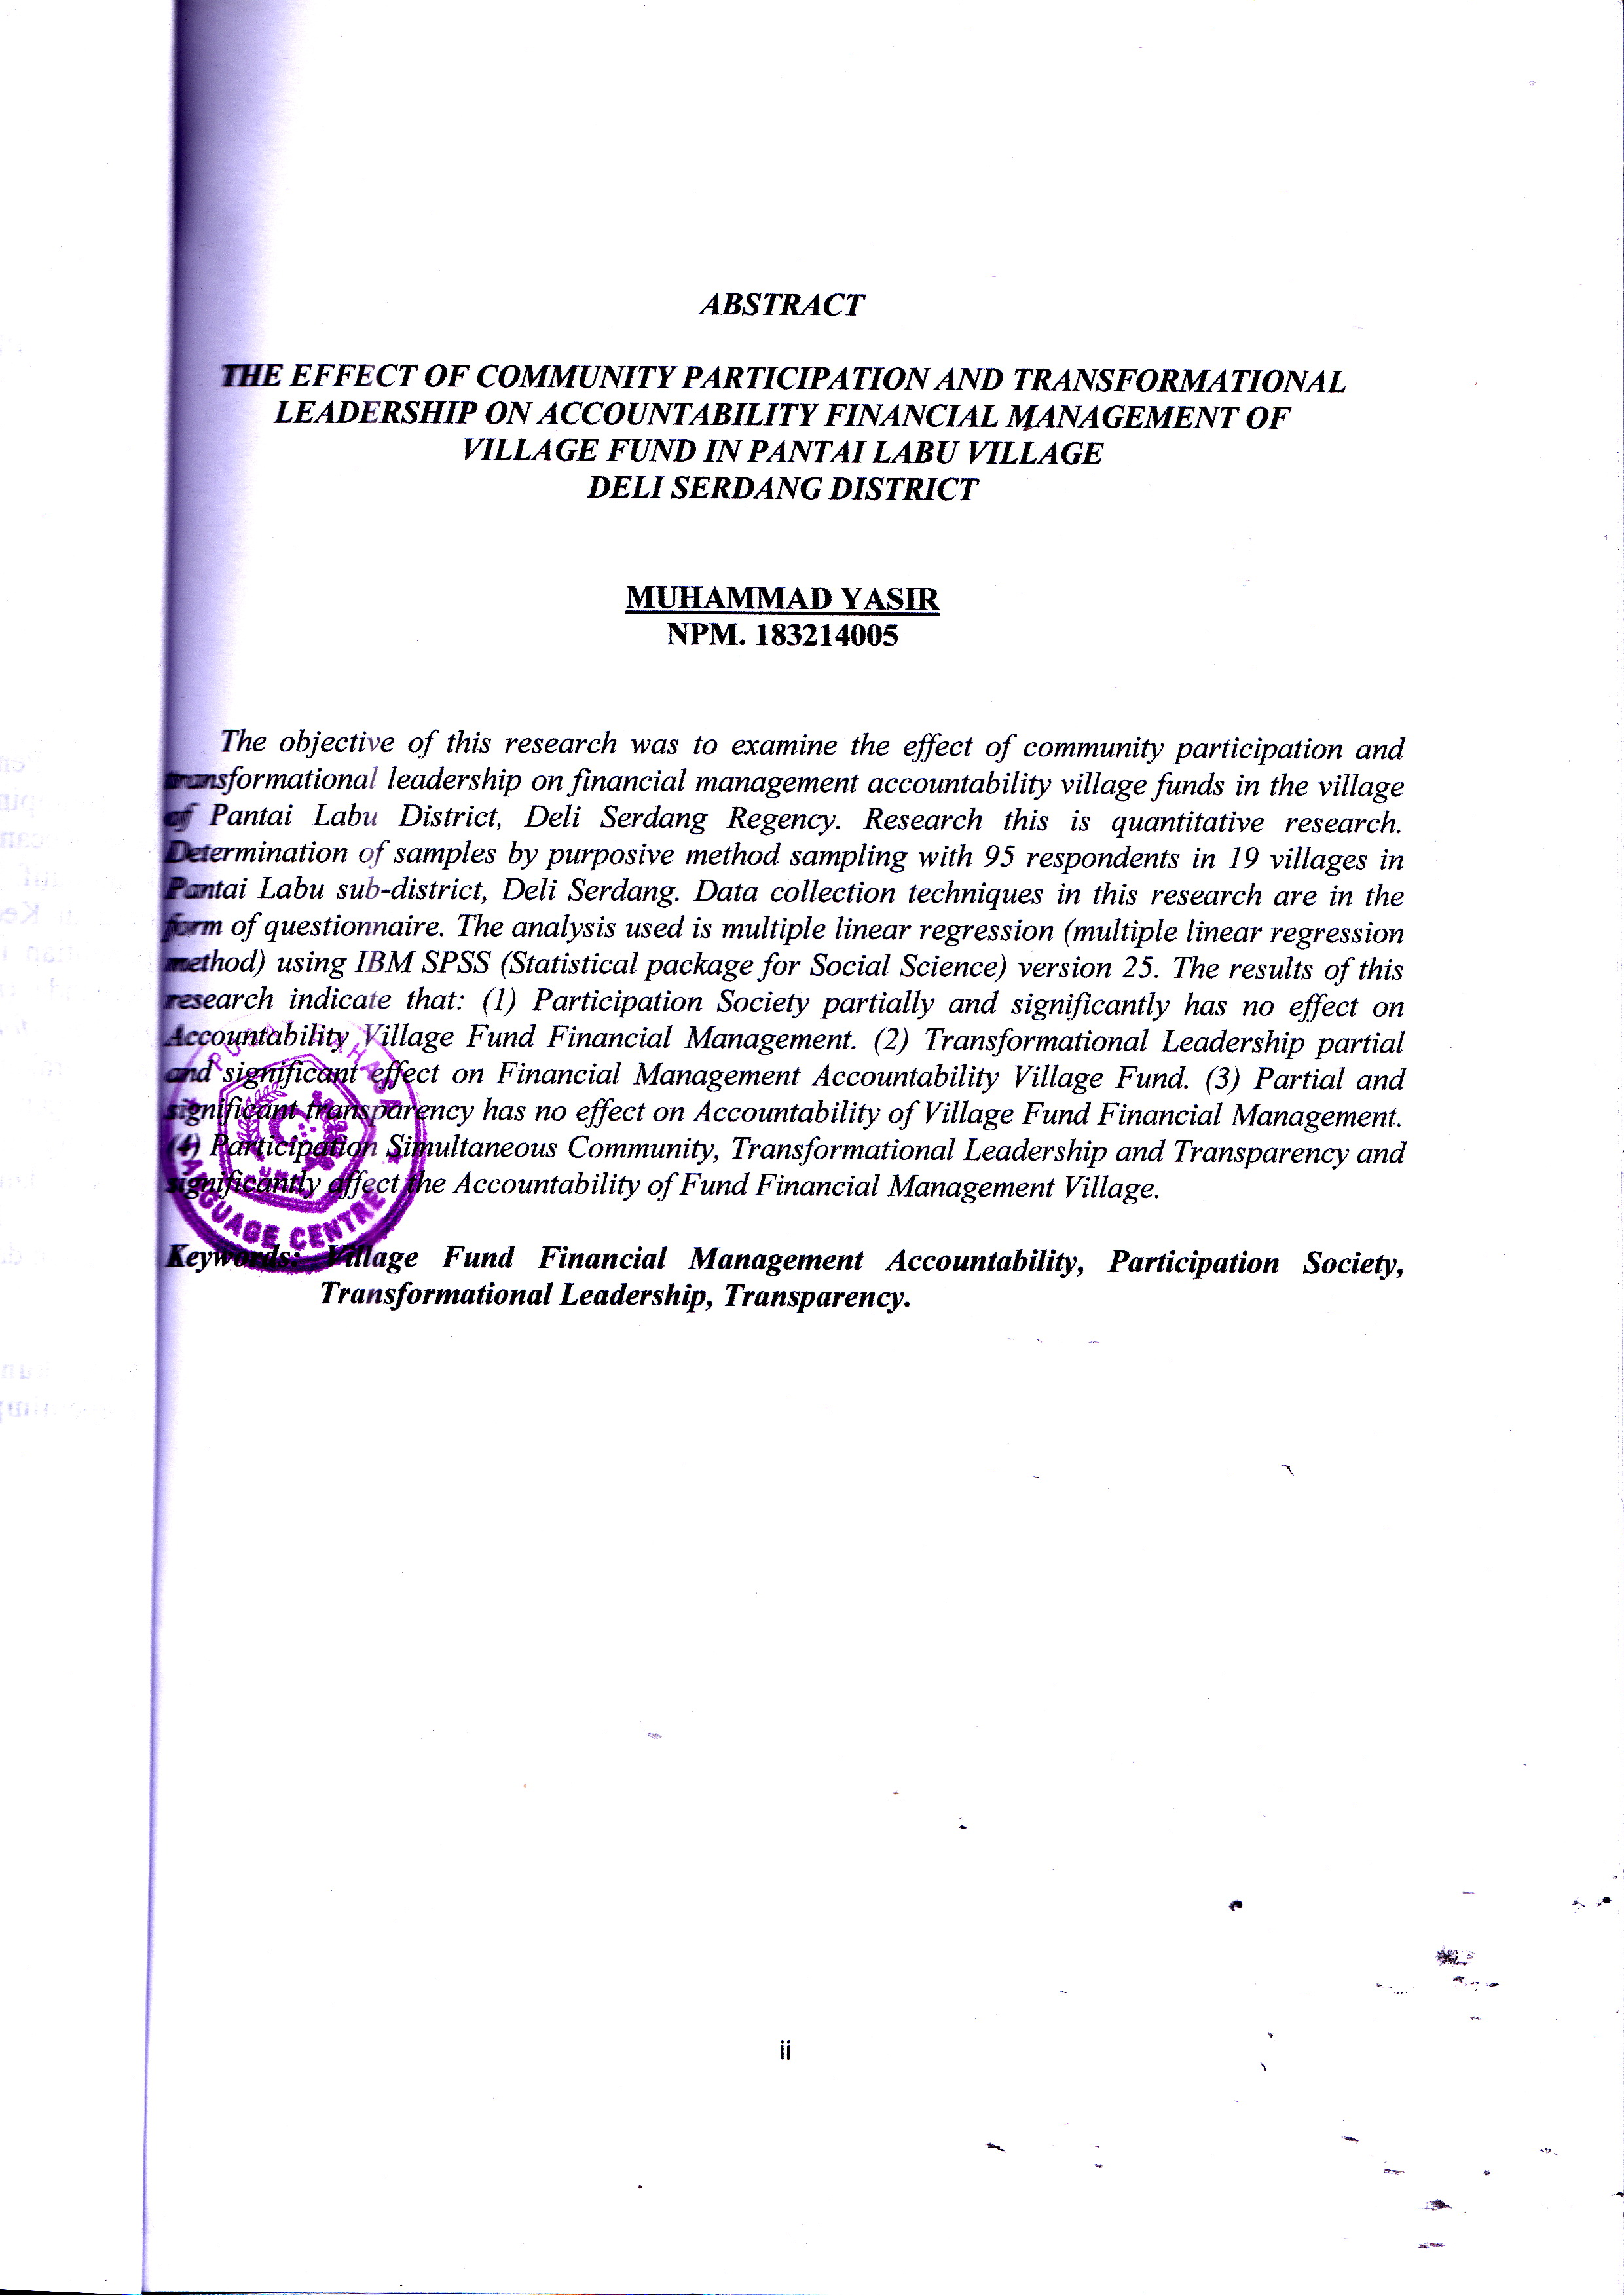 ABSTRACT
THE EFFECT OF COMMUNITY PARTICIPATION AND TRANSFORMATIONAL
LEADERSHIP ON ACCOUNTABILITY FINANCIAL MANAGEMENT OF
VILLAGE FUND IN PANTAI LABU VILLAGE
DELI SERDANG DISTRICT
MUHAMMAD YASIR
NPM. 183214005
The objective of this research was to examine the effect of community participation and
transformational leadership on financial management accountability village funds in the village
of Pantai Labu District, Deli Serdang Regency. Research this is quantitative research.
Determination of samples by purposive method sampling with 95 respondents in 19 villages in
Pantai Labu sub-district, Deli Serdang. Data collection techniques in this research are in the
form of questionnaire. The analysis used is multiple linear regression (multiple linear regression
method) using IBM SPSS (Statistical package for Social Science) version 25. The results of this
research indicate that: (1) Participation Society partially and significantly has no effect on
Accountability Village Fund Financial Management. (2) Transformational Leadership partial
and significant effect on Financial Management Accountability Village Fund. (3) Partial and
significant transparency has no effect on Accountability of Village Fund Financial Management.
(4) Participation Simultaneous Community, Transformational Leadership and Transparency and
significantly affect the Accountability of Fund Financial Management Village.
LANGUAGE CENTRE
Keywords: Village Fund Financial Management Accountability, Participation Society,
Transformational Leadership, Transparency.
ii